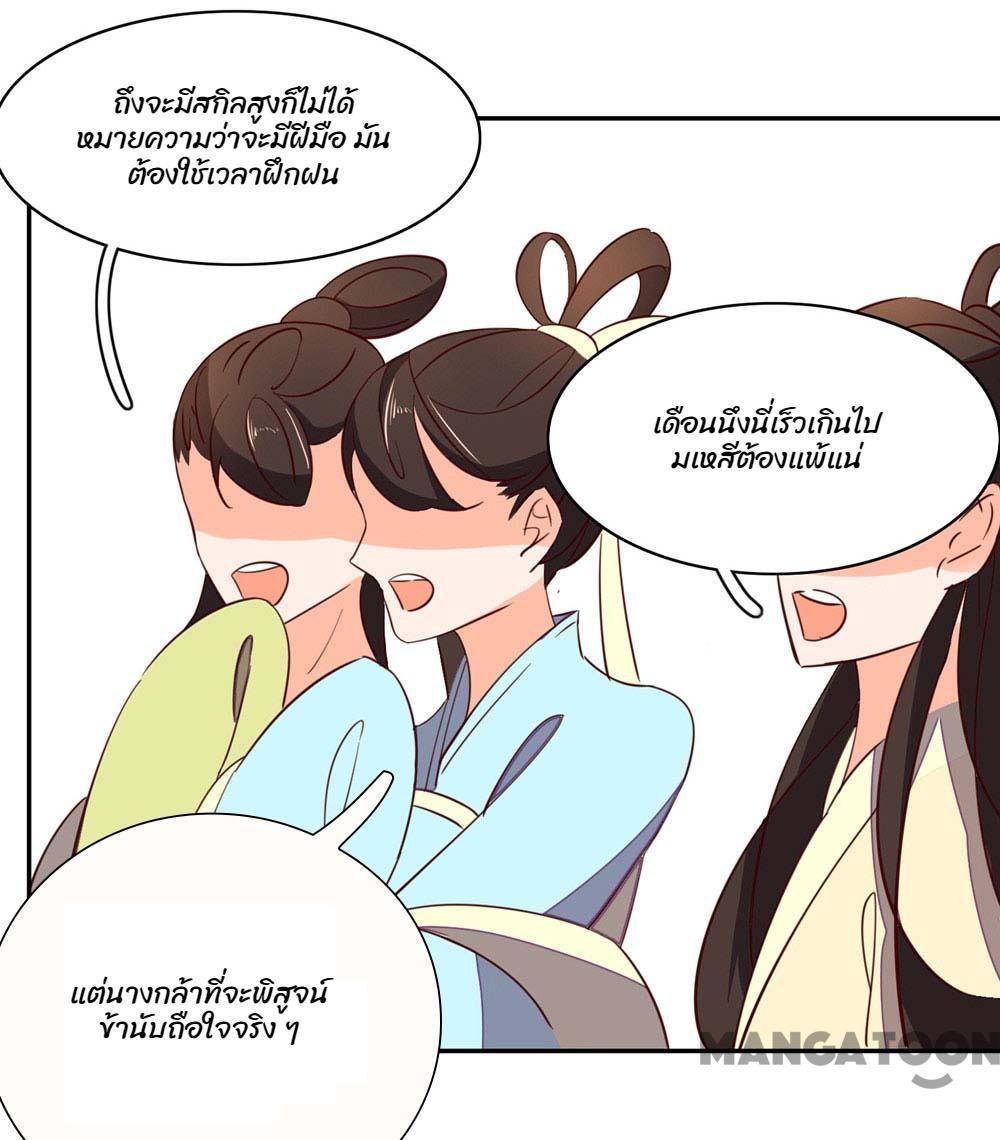 ถึงจะมีสกิลสูงก็ไม่ได้
หมายความว่าจะมีฝีมือ มัน
ต้องใช้เวลาฝึกฝน
เดือนนึงนี่เร็วเกินไป
มเหสีต้องแพ้แน่
แต่นางกล้าที่จะพิสูจน์
ข้านับถือใจจริง ๆ
MANGATOON